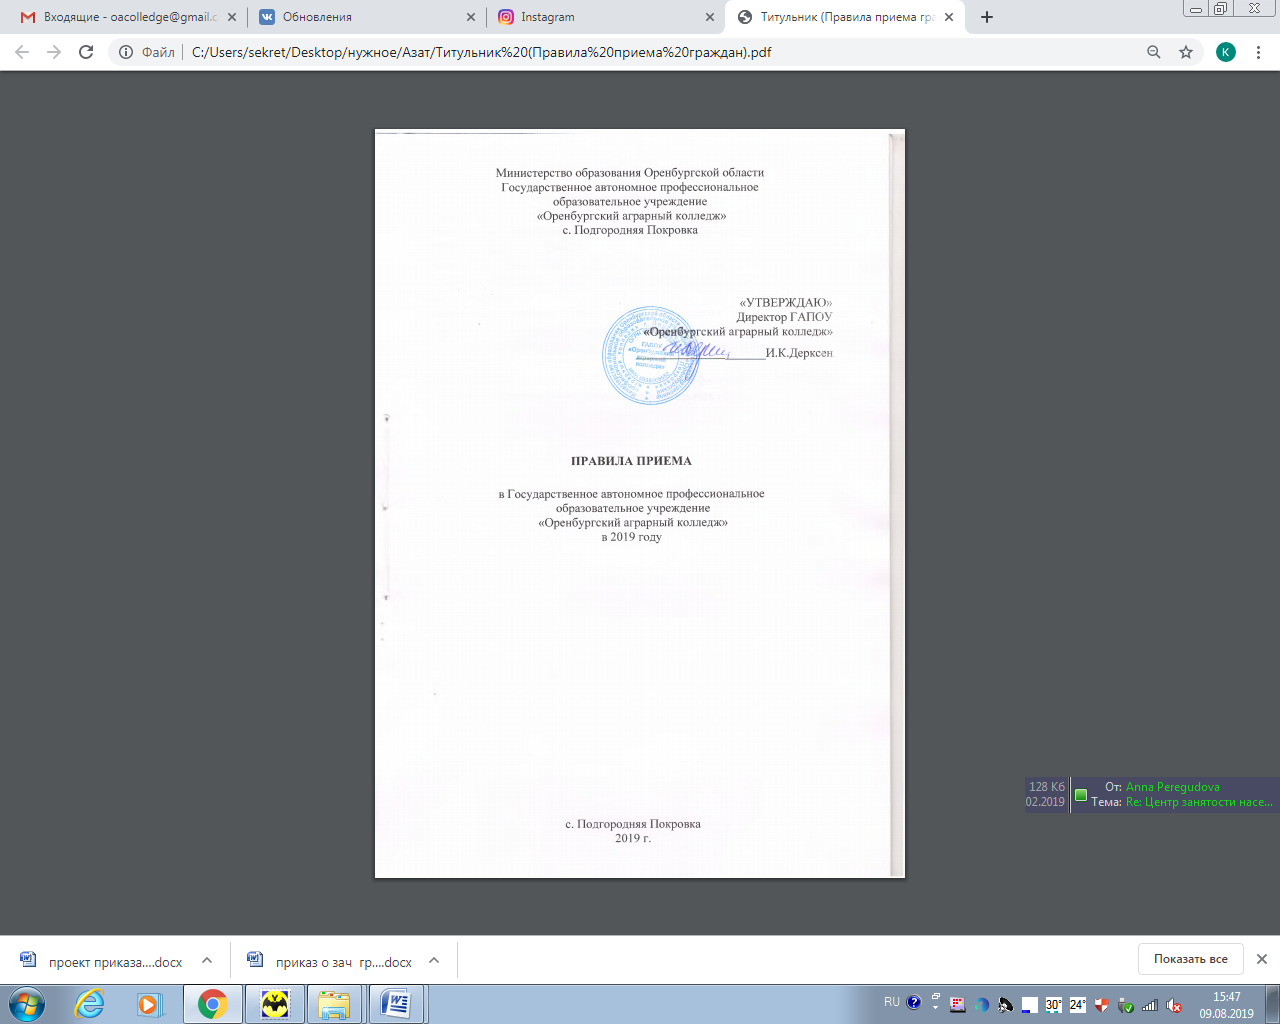 Входящие - oacolledge@gmail.c
Обновления
Instagram
Титульник (Правила приема гра
Файл
C:/Users/sekret/Desktop/нужное/Азат/Титульник%20(Правила%20приема%20граждан).pdf
K
Министерство образования Оренбургской области
Государственное автономное профессиональное
образовательное учреждение
«Оренбургский аграрный колледж»
с. Подгородняя Покровка
«УТВЕРЖДАЮ»
Директор ГАПОУ
«Оренбургский аграрный колледж»
И.К.Дерксен
ГАПОУ
«Оренбургский
аграрный
колледж»
ПРАВИЛА ПРИЕМА
в Государственное автономное профессиональное
образовательное учреждение
«Оренбургский аграрный колледж»
в 2019 году
128 Кб
02.2019
От: Anna Peregudova
Тема: Re: Центр занятости насе...
с. Подгородняя Покровка
2019 г.
проект приказа....docx
приказ о зач гр....docx
Показать все
RU
30°
24°
15:47
09.08.2019